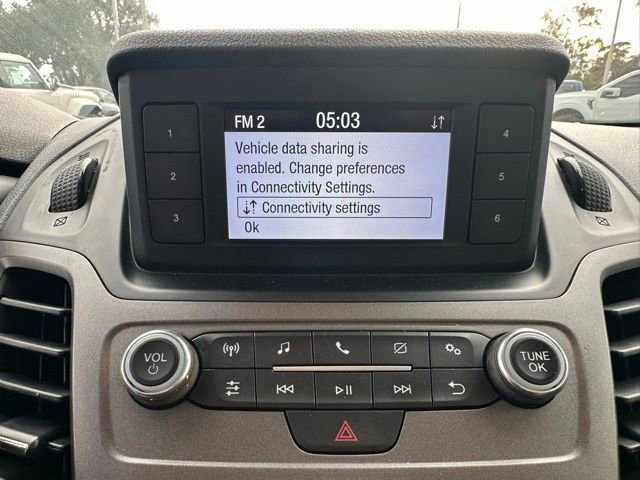 FM 2 05:03
Vehicle data sharing is
enabled. Change preferences
in Connectivity Settings.
Connectivity settings
Ok
1
2
3
4
5
6
VOL
TUNE
OK